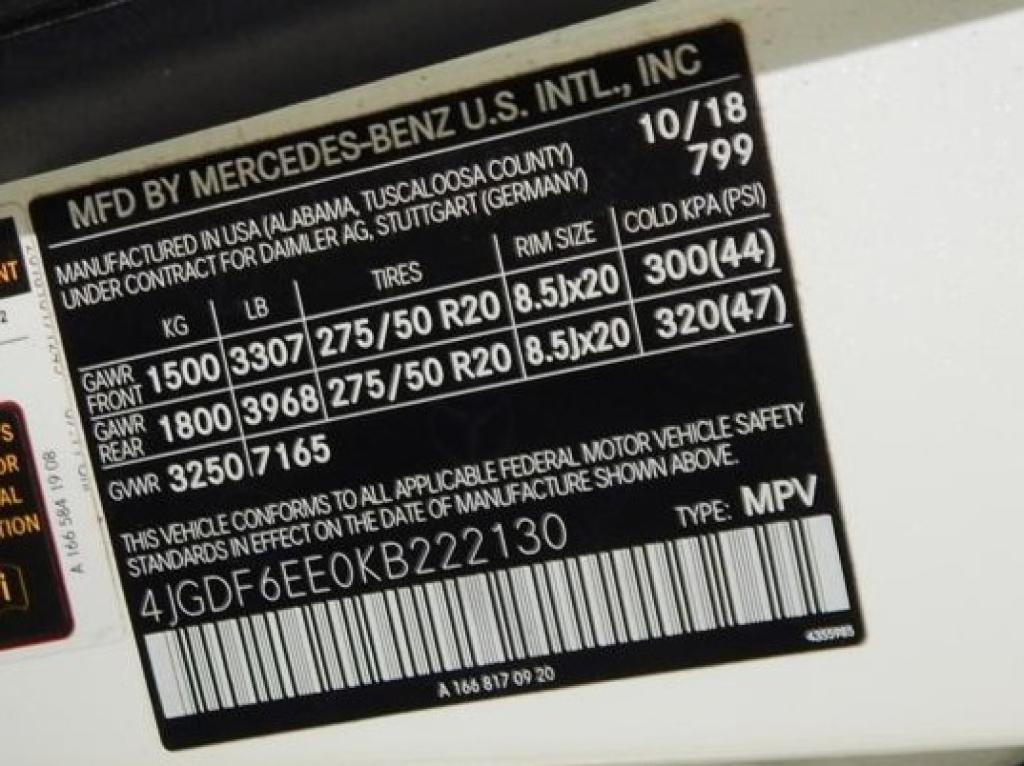 MFD BY MERCEDES-BENZ U.S. INTL., INC
MANUFACTURED IN USA (ALABAMA, TUSCALOOSA COUNTY) 10/18
UNDER CONTRACT FOR DAIMLER AG, STUTTGART (GERMANY) 799
KG LB TIRES RIM SIZE COLD KPA (PSI)
GAWR FRONT 1500 3307 275/50 R20 8.5Jx20 300(44)
GAWR REAR 1800 3968 275/50 R20 8.5Jx20 320(47)
GVWR 3250 7165
THIS VEHICLE CONFORMS TO ALL APPLICABLE FEDERAL MOTOR VEHICLE SAFETY
STANDARDS IN EFFECT ON THE DATE OF MANUFACTURE SHOWN ABOVE.
4JGDF6EE0KB222130 TYPE: MPV
A 166 817 09 20
A 166 584 19 08